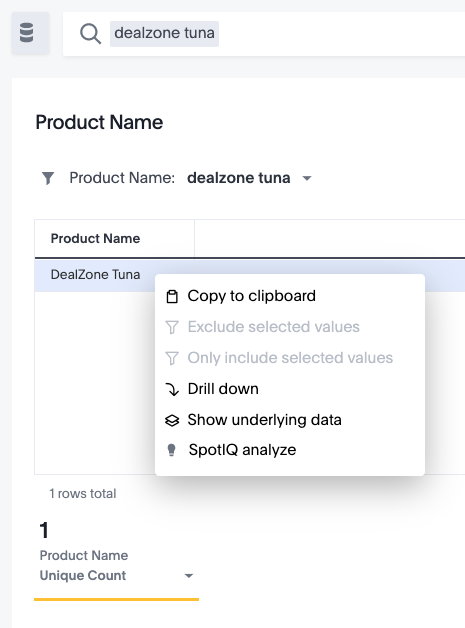 dealzone tuna
Product Name
Product Name: dealzone tuna
Product Name
DealZone Tuna
Copy to clipboard
Exclude selected values
Only include selected values
Drill down
Show underlying data
SpotIQ analyze
1 rows total
1
Product Name
Unique Count